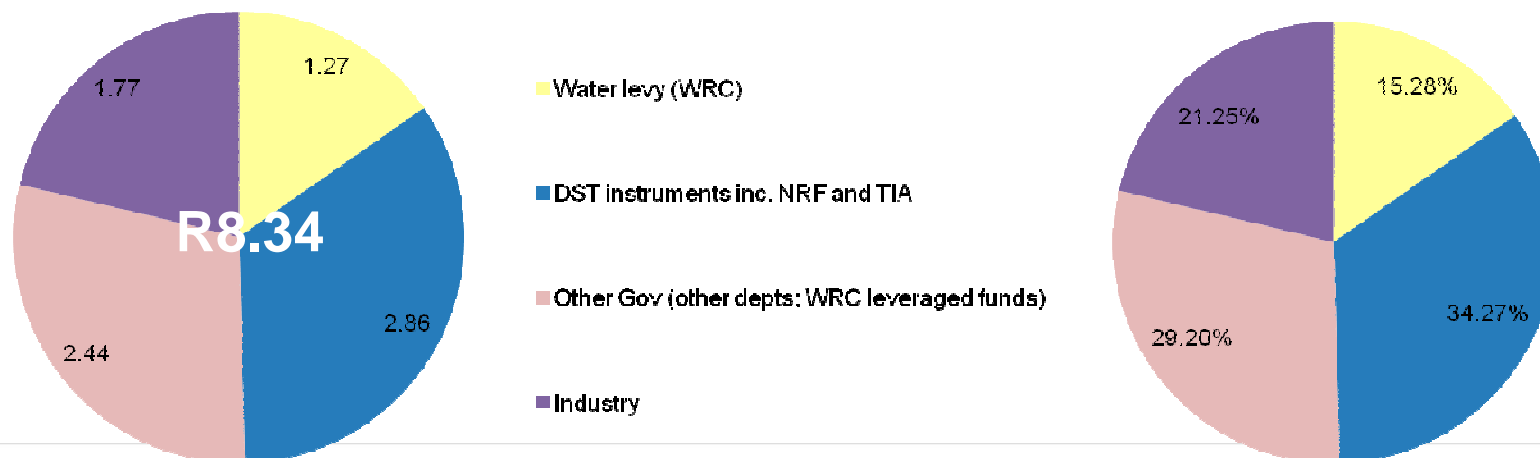 1.27
1.77
R8.34
2.86
2.44
Water levy (WRC)
DST instruments inc. NRF and TIA
Other Gov (other depts; WRC leveraged funds)
Industry
15.28%
21.25%
34.27%
29.20%